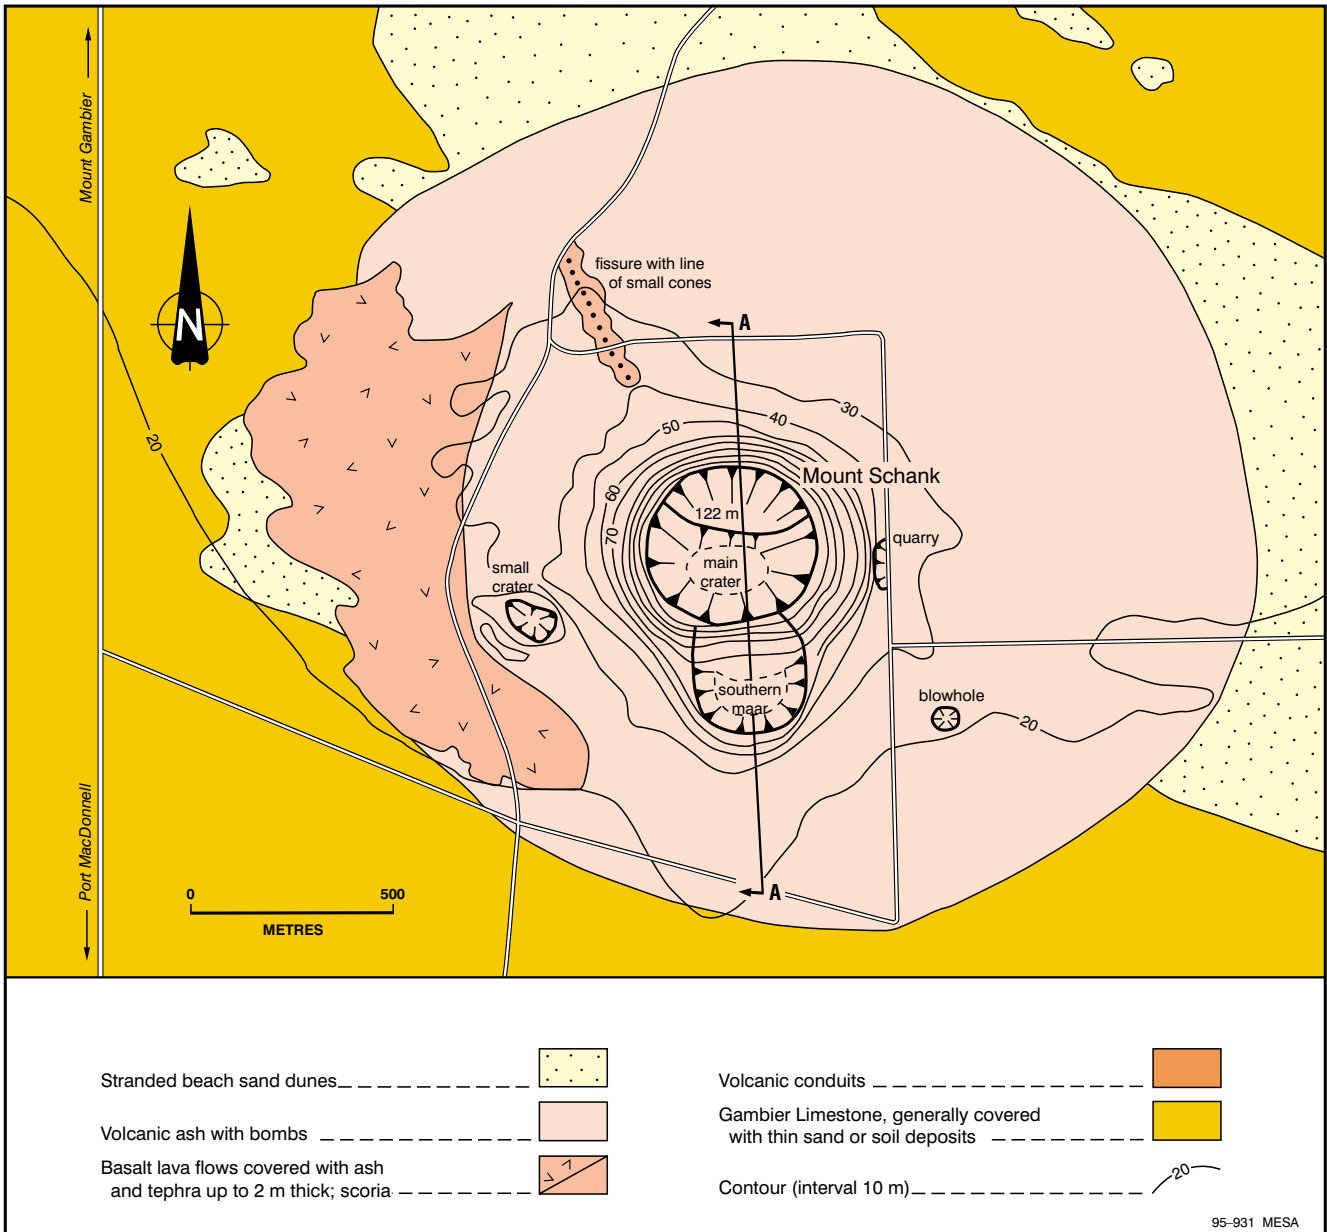 Mount Gambier
N
fissure with line
of small cones
A
30
40
50
20
60
Mount Schank
122 m
70
quarry
main
crater
small
crater
southern
maar
blowhole
20
Port MacDonnell
0 500
METRES
A
Stranded beach sand dunes
Volcanic conduits
Volcanic ash with bombs
Gambier Limestone, generally covered
with thin sand or soil deposits
Basalt lava flows covered with ash
and tephra up to 2 m thick; scoria
Contour (interval 10 m)
20
95–931 MESA